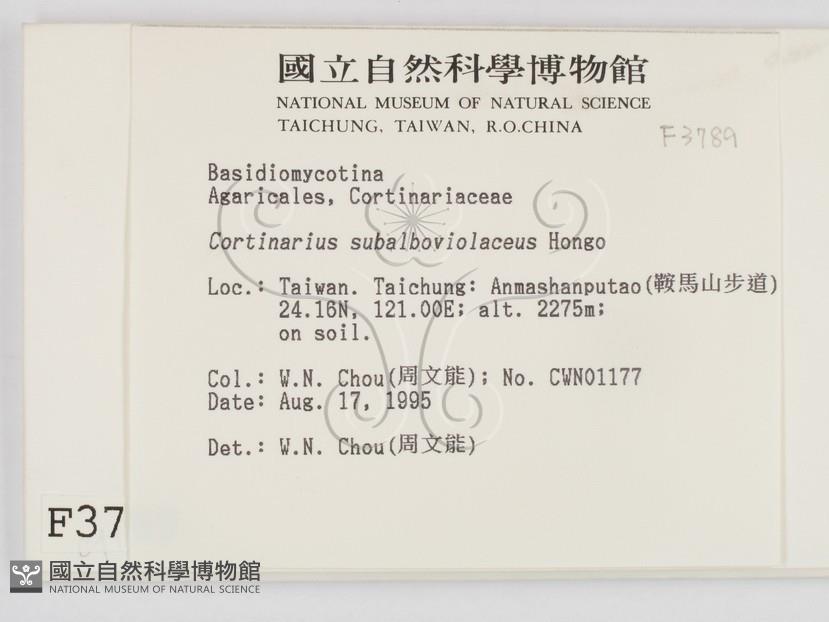 國立自然科學博物館
NATIONAL MUSEUM OF NATURAL SCIENCE
TAICHUNG, TAIWAN, R.O.CHINA
F3789
Basidiomycotina
Agaricales, Cortinariaceae
Cortinarius subalboviolaceus Hongo
Loc.: Taiwan. Taichung: Anmashanputao(鞍馬山步道)
24.16N, 121.00E; alt. 2275m;
on soil.
Col.: W.N. Chou(周文能); No. CWN01177
Date: Aug. 17, 1995
Det.: W.N. Chou(周文能)
F37
國立自然科學博物館
NATIONAL MUSEUM OF NATURAL SCIENCE